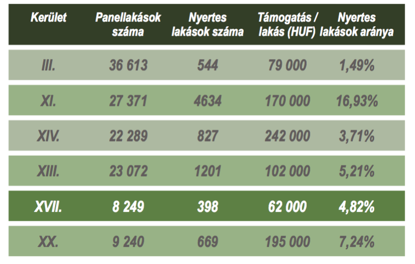 Kerület Panellakások száma Nyertes lakások száma Támogatás / lakás (HUF) Nyertes lakások aránya
III. 36 613 544 79 000 1,49%
XI. 27 371 4634 170 000 16,93%
XIV. 22 289 827 242 000 3,71%
XIII. 23 072 1201 102 000 5,21%
XVII. 8 249 398 62 000 4,82%
XX. 9 240 669 195 000 7,24%